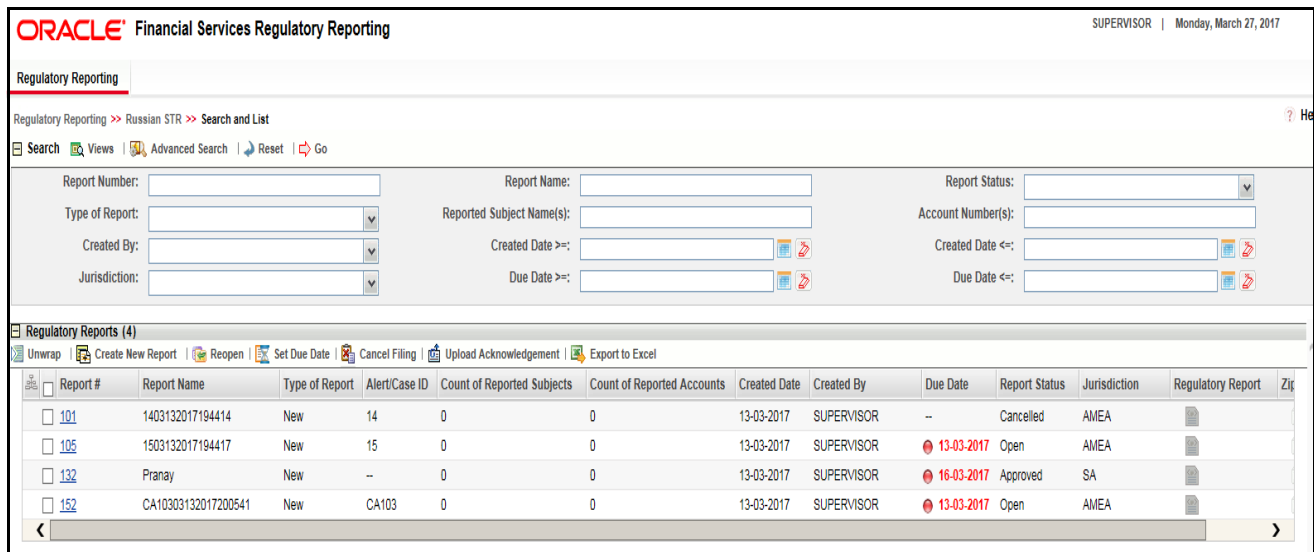 ORACLE Financial Services Regulatory Reporting
SUPERVISOR | Monday, March 27, 2017
Regulatory Reporting
Regulatory Reporting >> Russian STR >> Search and List
? He
Search Views | Advanced Search | Reset | Go
Report Number: Report Name: Report Status:
Type of Report: Reported Subject Name(s): Account Number(s):
Created By: Created Date >=: Created Date <=:
Jurisdiction: Due Date >=: Due Date <=:
Regulatory Reports (4)
Unwrap | Create New Report | Reopen | Set Due Date | Cancel Filing | Upload Acknowledgement | Export to Excel
Report # Report Name Type of Report Alert/Case ID Count of Reported Subjects Count of Reported Accounts Created Date Created By Due Date Report Status Jurisdiction Regulatory Report Zip
101 1403132017194414 New 14 0 0 13-03-2017 SUPERVISOR -- Cancelled AMEA
105 1503132017194417 New 15 0 0 13-03-2017 SUPERVISOR 13-03-2017 Open AMEA
132 Pranay New -- 0 0 13-03-2017 SUPERVISOR 16-03-2017 Approved SA
152 CA10303132017200541 New CA103 0 0 13-03-2017 SUPERVISOR 13-03-2017 Open AMEA